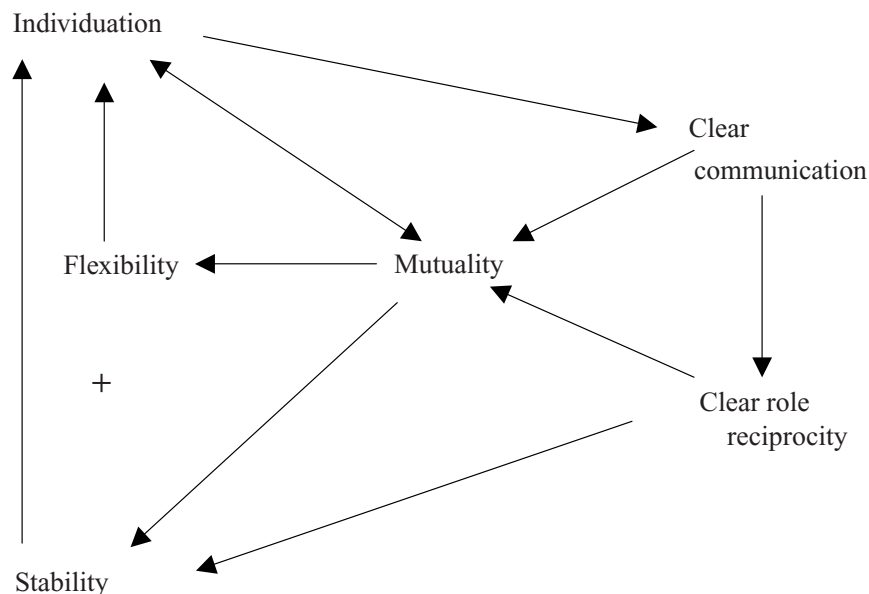 Individuation
Clear
communication
Flexibility
Mutuality
+
Clear role
reciprocity
Stability